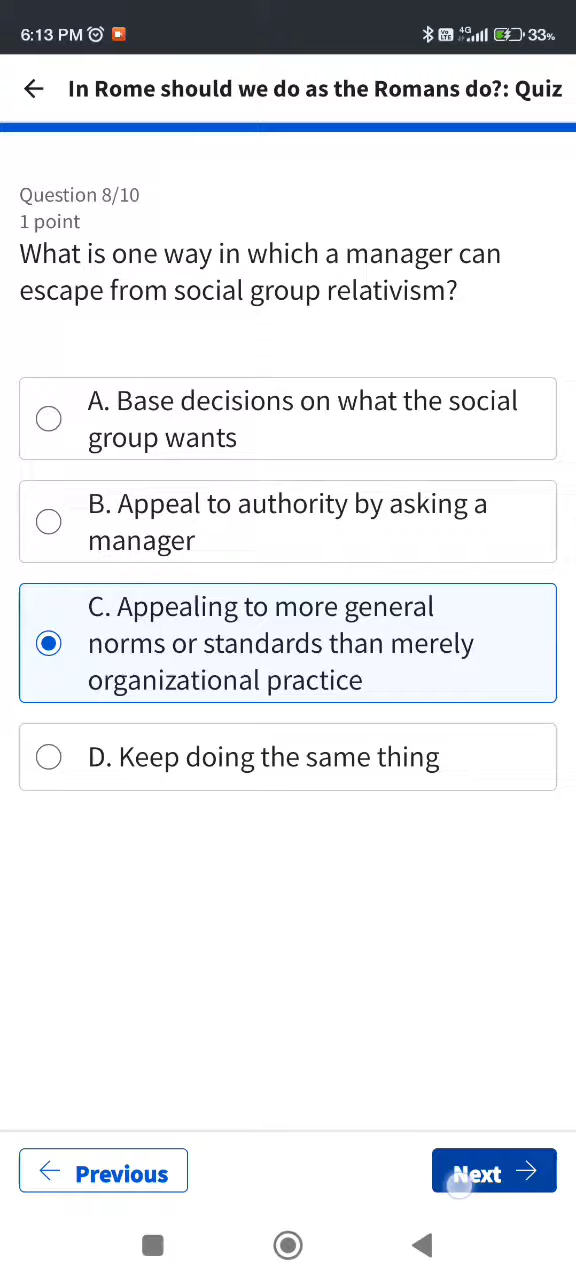 6:13 PM
4G 33%
In Rome should we do as the Romans do?: Quiz
Question 8/10
1 point
What is one way in which a manager can
escape from social group relativism?
A. Base decisions on what the social
group wants
B. Appeal to authority by asking a
manager
C. Appealing to more general
norms or standards than merely
organizational practice
D. Keep doing the same thing
Previous
Next